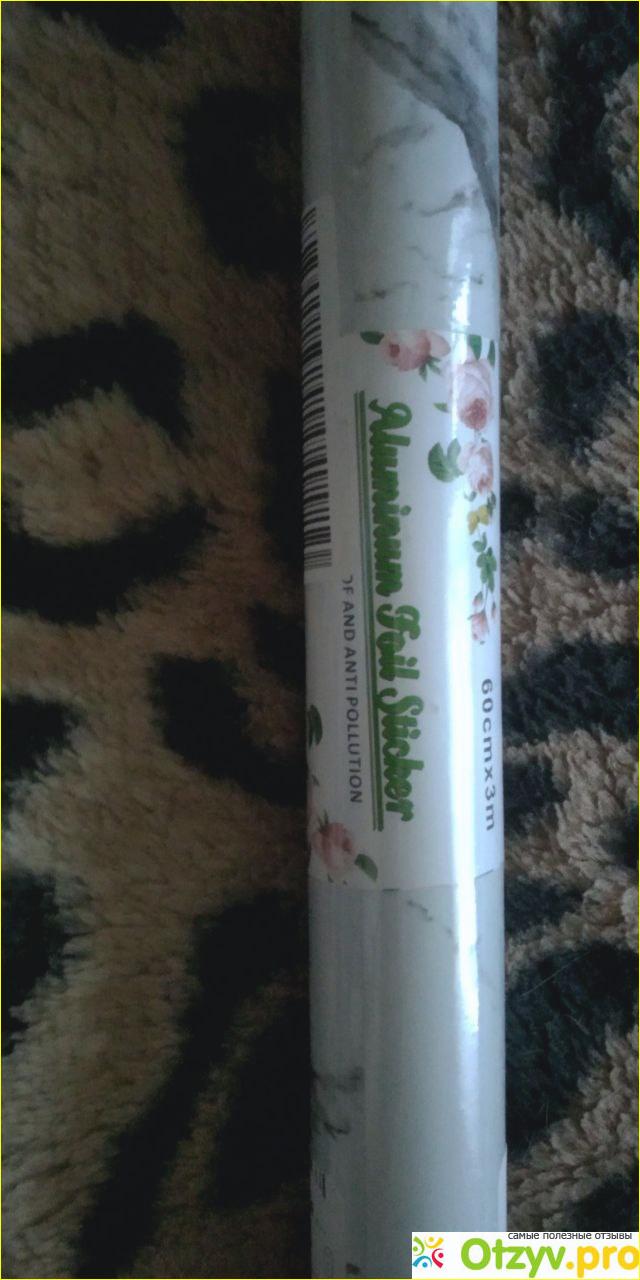 60cmx3m
Aluminum Foil Sticker
OF AND ANTI POLLUTION
самые полезные отзывы
Otzyv.pro